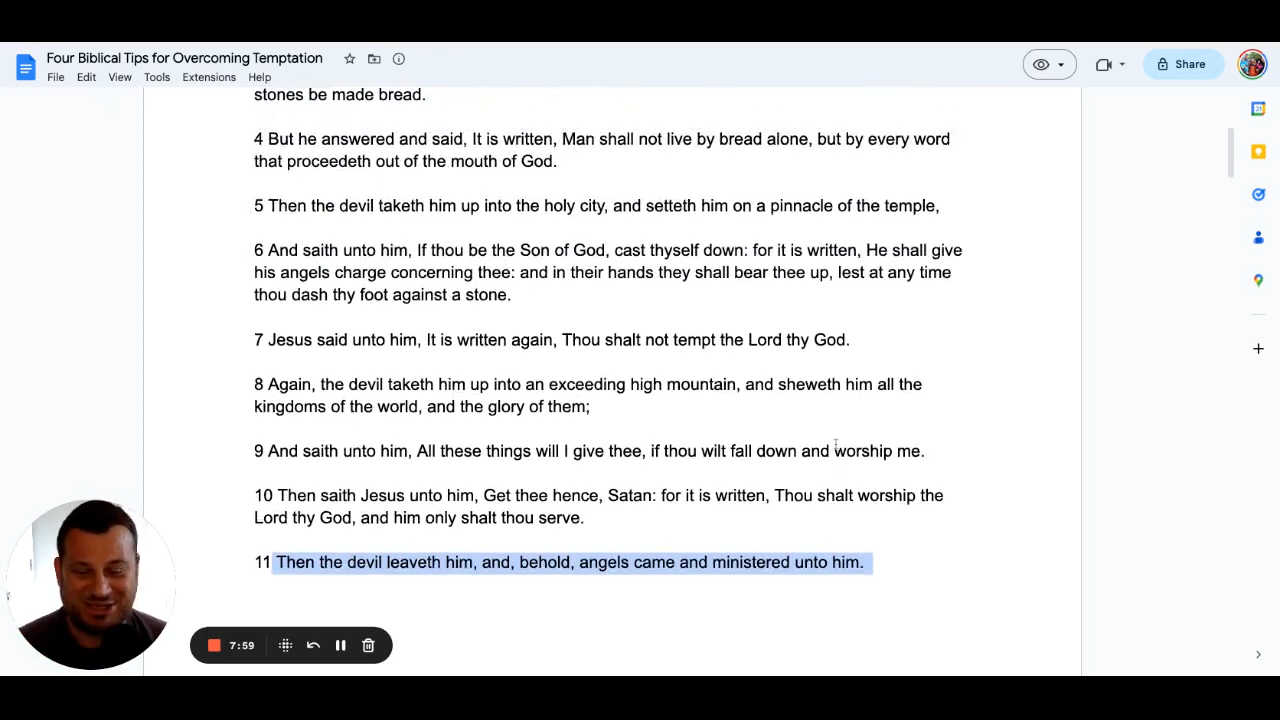 Four Biblical Tips for Overcoming Temptation
File Edit View Tools Extensions Help
Share
31
stones be made bread.
4 But he answered and said, It is written, Man shall not live by bread alone, but by every word
that proceedeth out of the mouth of God.
5 Then the devil taketh him up into the holy city, and setteth him on a pinnacle of the temple,
6 And saith unto him, If thou be the Son of God, cast thyself down: for it is written, He shall give
his angels charge concerning thee: and in their hands they shall bear thee up, lest at any time
thou dash thy foot against a stone.
7 Jesus said unto him, It is written again, Thou shalt not tempt the Lord thy God.
8 Again, the devil taketh him up into an exceeding high mountain, and sheweth him all the
kingdoms of the world, and the glory of them;
9 And saith unto him, All these things will I give thee, if thou wilt fall down and worship me.
10 Then saith Jesus unto him, Get thee hence, Satan: for it is written, Thou shalt worship the
Lord thy God, and him only shalt thou serve.
11 Then the devil leaveth him, and, behold, angels came and ministered unto him.
7:59